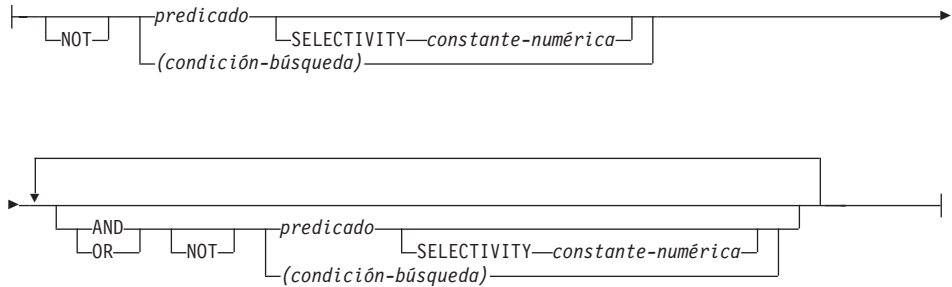 predicado
NOT SELECTIVITY constante-numérica
(condición-búsqueda)
AND predicado
OR NOT SELECTIVITY constante-numérica
(condición-búsqueda)